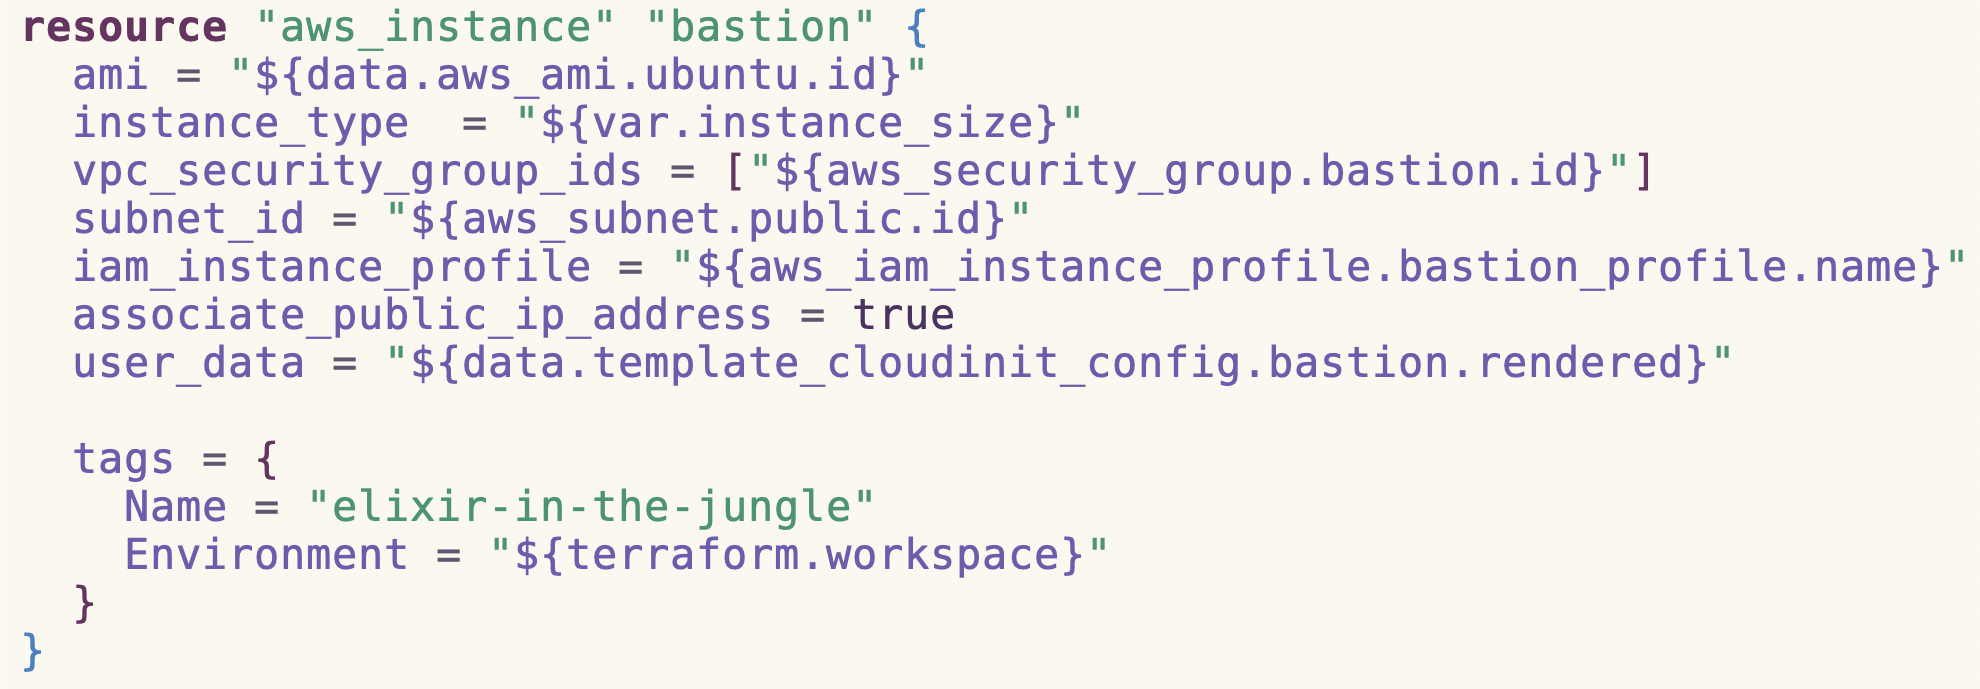 resource "aws_instance" "bastion" {
  ami = "${data.aws_ami.ubuntu.id}"
  instance_type  = "${var.instance_size}"
  vpc_security_group_ids = ["${aws_security_group.bastion.id}"]
  subnet_id = "${aws_subnet.public.id}"
  iam_instance_profile = "${aws_iam_instance_profile.bastion_profile.name}"
  associate_public_ip_address = true
  user_data = "${data.template_cloudinit_config.bastion.rendered}"

  tags = {
    Name = "elixir-in-the-jungle"
    Environment = "${terraform.workspace}"
  }
}